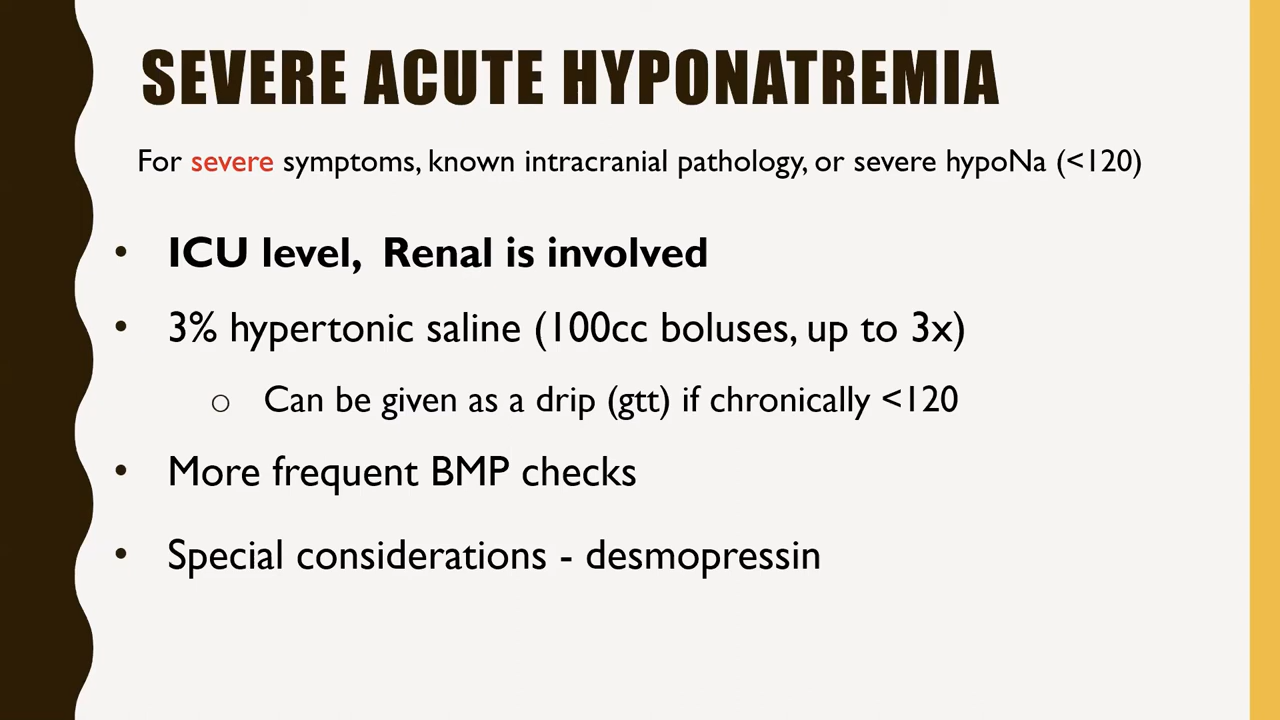 SEVERE ACUTE HYPONATREMIA
For severe symptoms, known intracranial pathology, or severe hypoNa (<120)
• ICU level, Renal is involved
• 3% hypertonic saline (100cc boluses, up to 3x)
o Can be given as a drip (gtt) if chronically <120
• More frequent BMP checks
• Special considerations - desmopressin